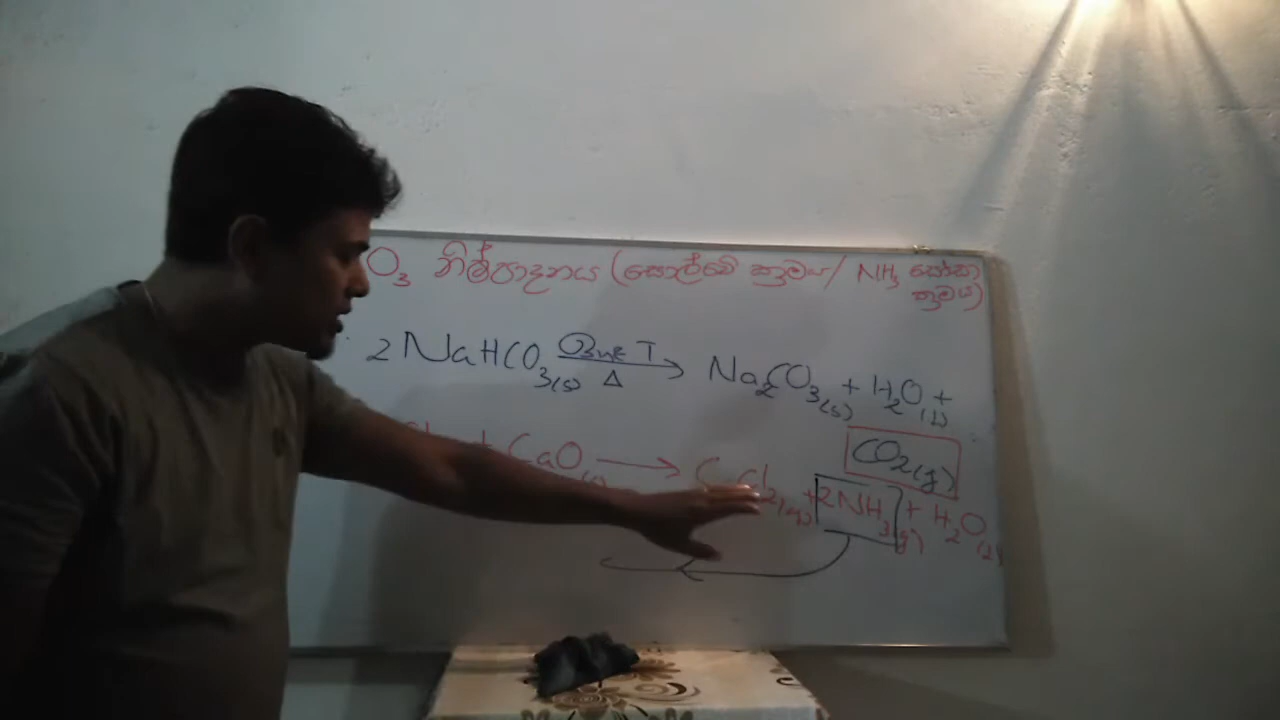 O₃ නිෂ්පාදනය (සොල්වේ ක්‍රමය/ NH₃ සෝඩා
ක්‍රමය)
2 NaHCO₃(s) —Δ→ Na₂CO₃(s) + H₂O(l) +
CO₂(g)
+ CaO → CaCl₂(aq) + 2NH₃(g) + H₂O(l)